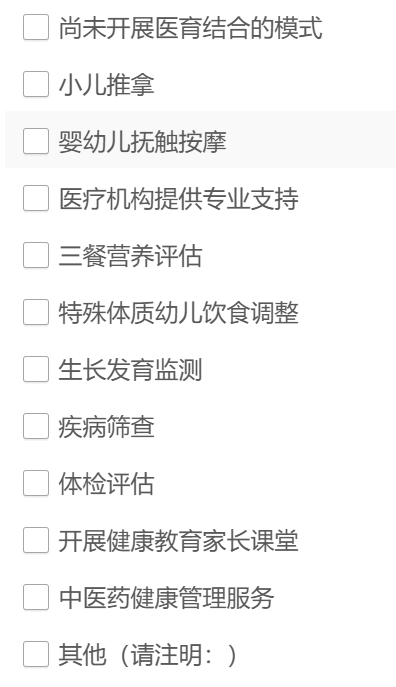 尚未开展医育结合的模式
小儿推拿
婴幼儿抚触按摩
医疗机构提供专业支持
三餐营养评估
特殊体质幼儿饮食调整
生长发育监测
疾病筛查
体检评估
开展健康教育家长课堂
中医药健康管理服务
其他（请注明：）